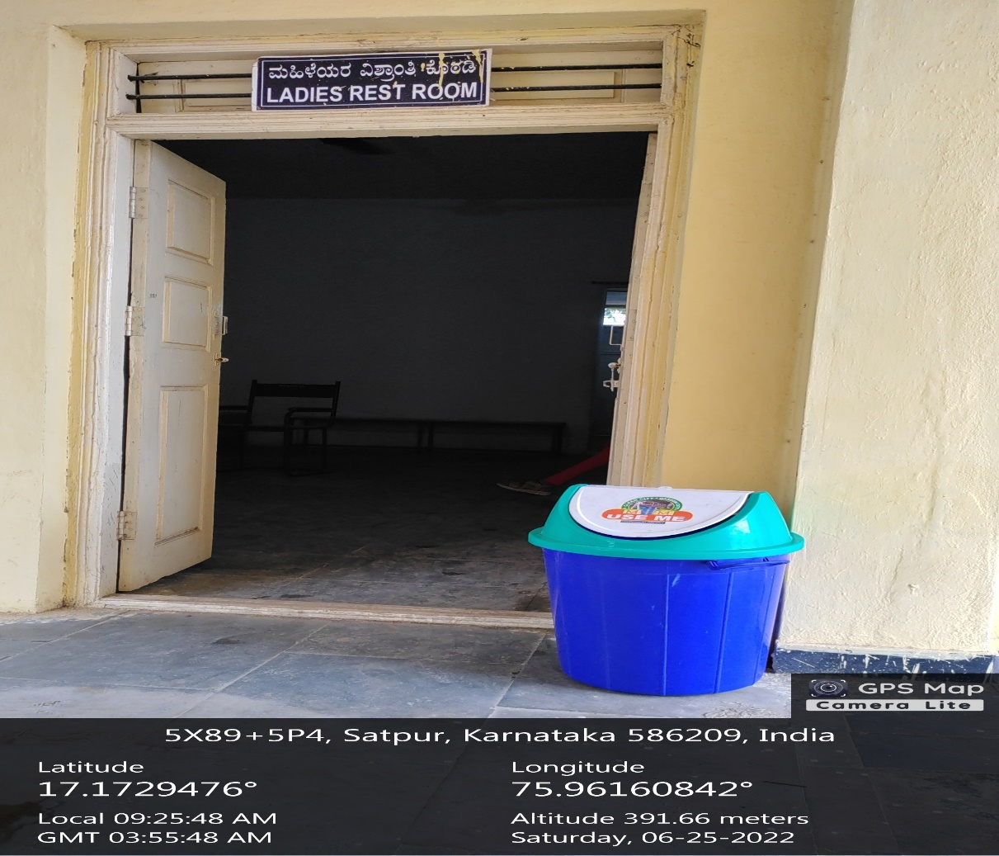 ಮಹಿಳೆಯರ ವಿಶ್ರಾಂತಿ ಕೊಠಡಿ
LADIES REST ROOM
USE ME
GPS Map
Camera Lite
5X89+5P4, Satpur, Karnataka 586209, India
Latitude
17.1729476°
Longitude
75.96160842°
Local 09:25:48 AM
GMT 03:55:48 AM
Altitude 391.66 meters
Saturday, 06-25-2022